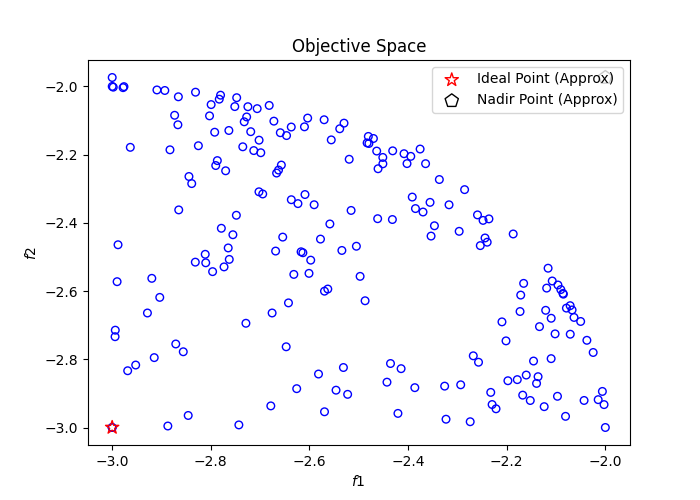 Objective Space
Ideal Point (Approx)
Nadir Point (Approx)
f2
−2.0
−2.2
−2.4
−2.6
−2.8
−3.0
−3.0 −2.8 −2.6 −2.4 −2.2 −2.0
f1